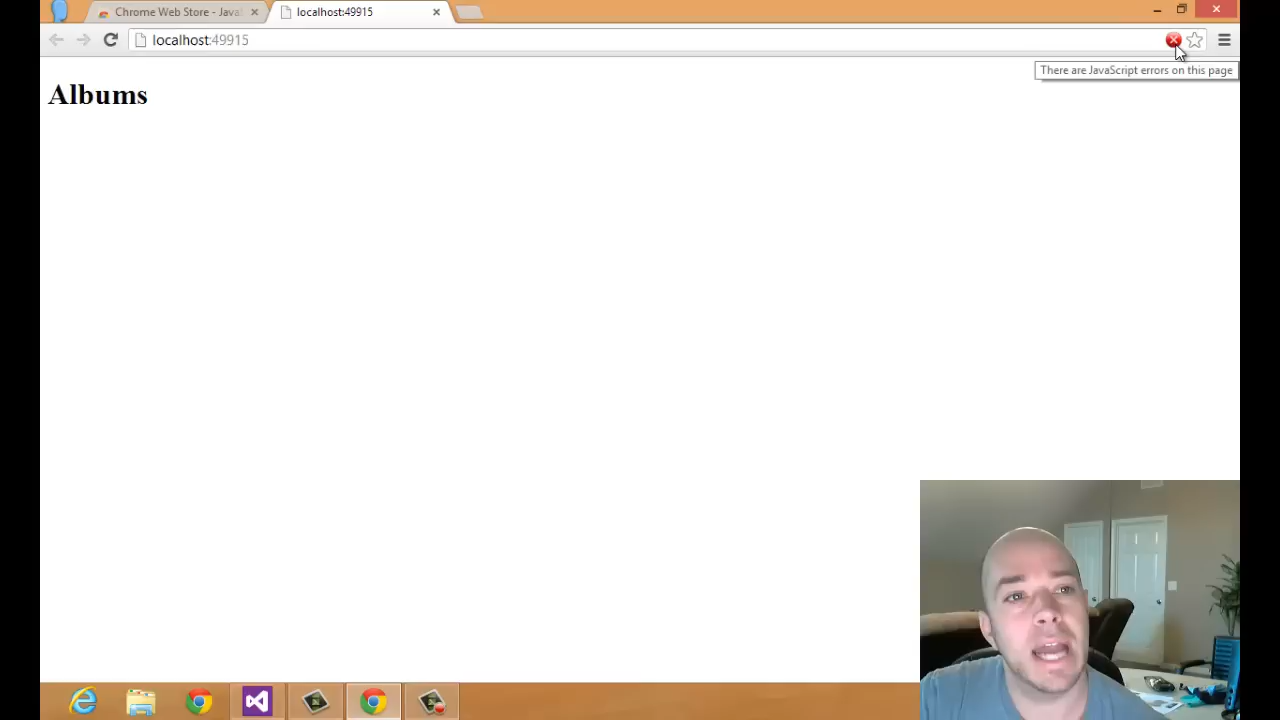 Chrome Web Store - Java
localhost:49915
localhost:49915
There are JavaScript errors on this page
Albums